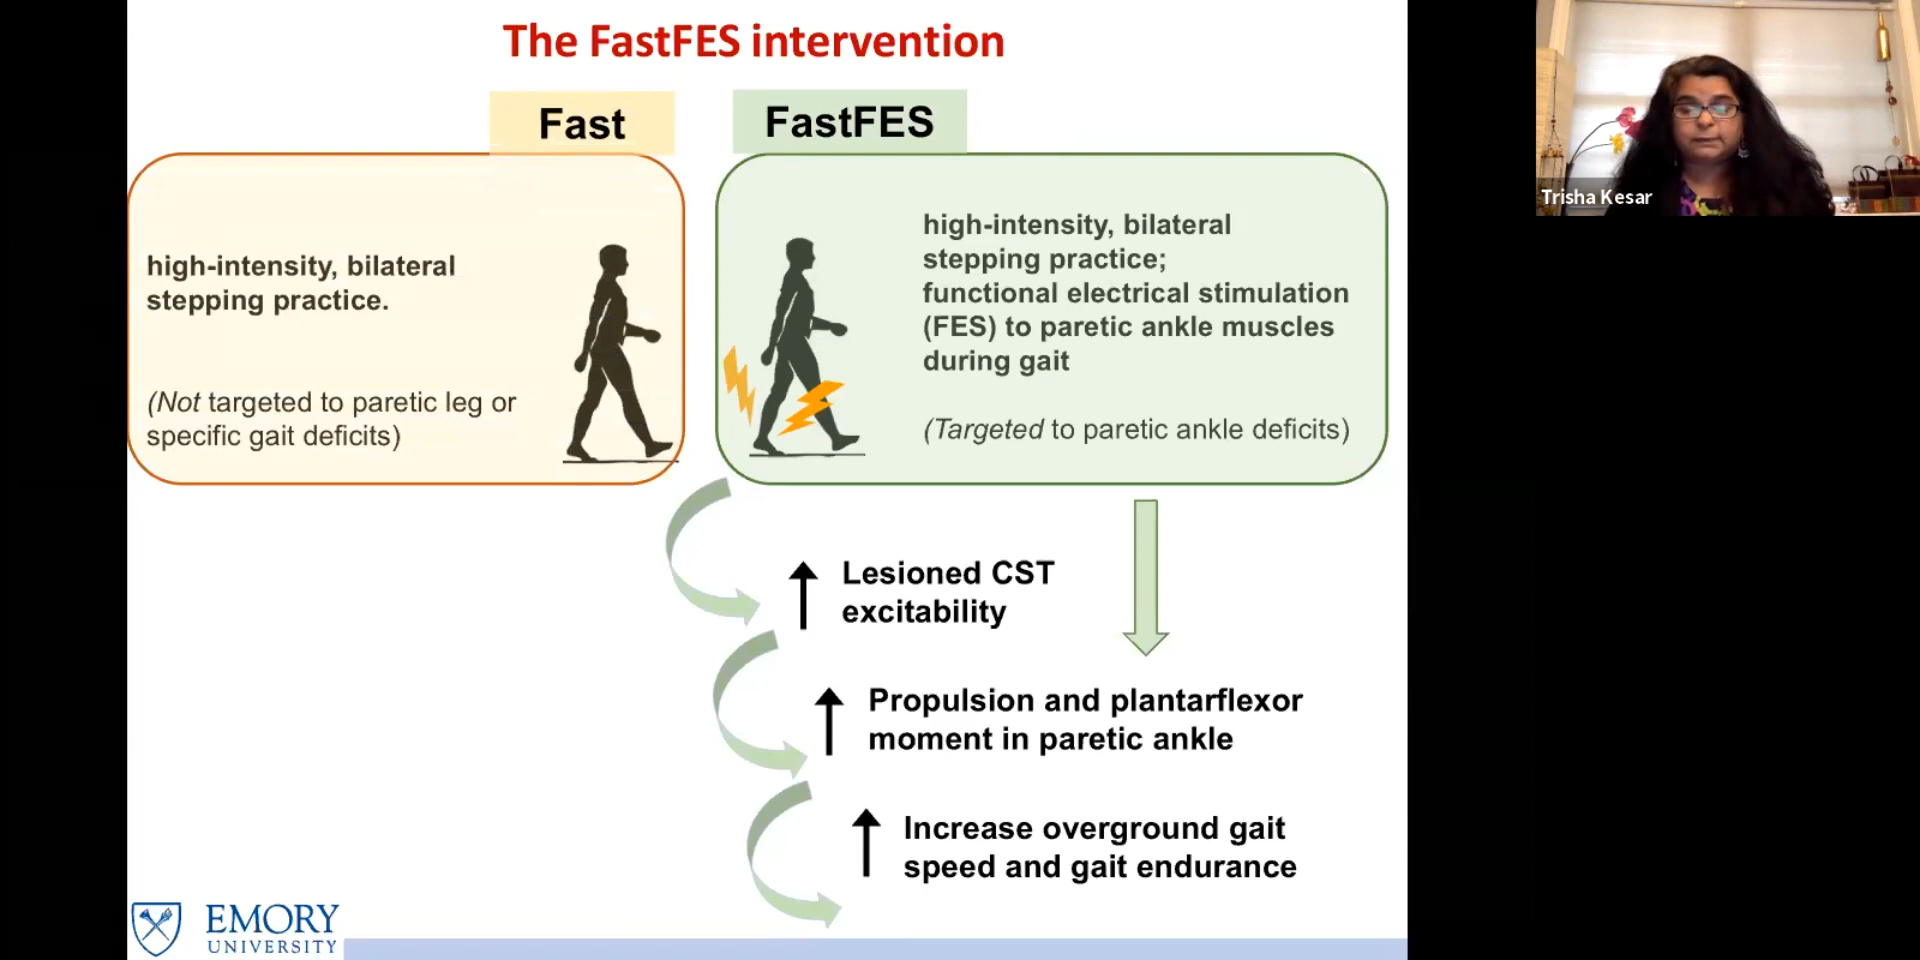 The FastFES intervention
Fast
FastFES
high-intensity, bilateral
stepping practice.
(Not targeted to paretic leg or
specific gait deficits)
high-intensity, bilateral
stepping practice;
functional electrical stimulation
(FES) to paretic ankle muscles
during gait
(Targeted to paretic ankle deficits)
Lesioned CST
excitability
Propulsion and plantarflexor
moment in paretic ankle
Increase overground gait
speed and gait endurance
EMORY
UNIVERSITY
Trisha Kesar